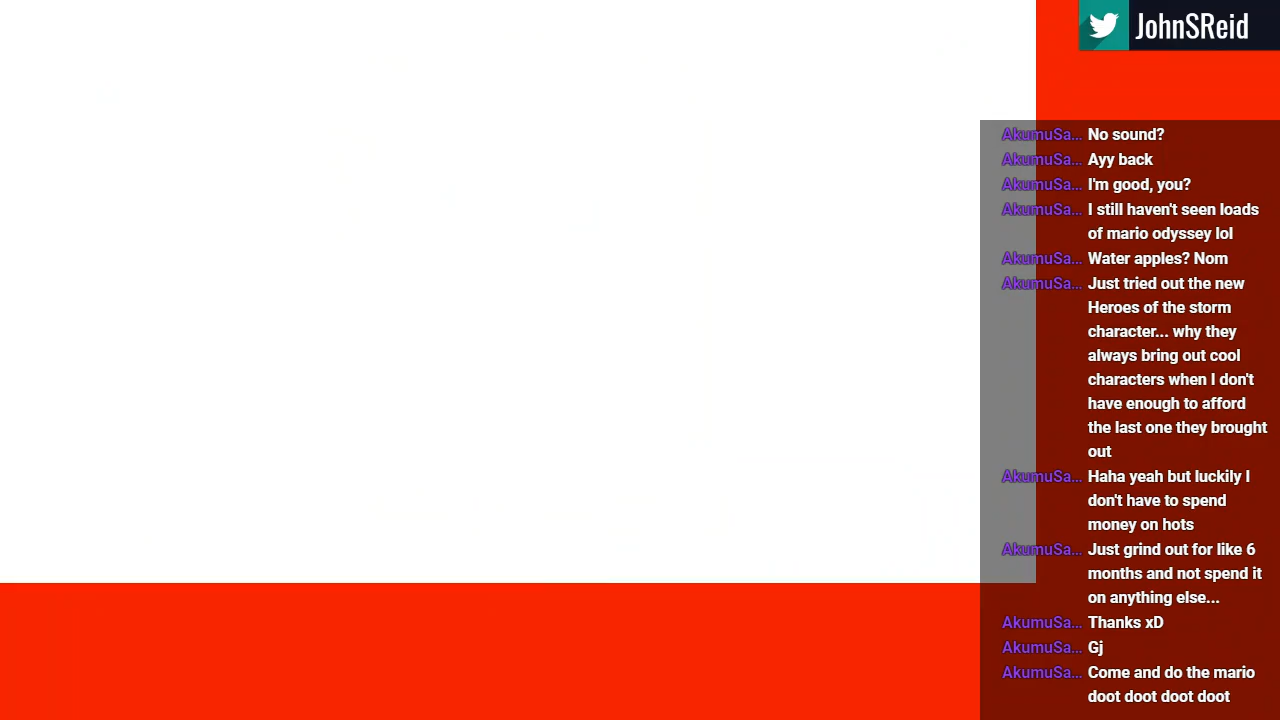 JohnSReid
AkumuSa... No sound?
AkumuSa... Ayy back
AkumuSa... I'm good, you?
AkumuSa... I still haven't seen loads
of mario odyssey lol
AkumuSa... Water apples? Nom
AkumuSa... Just tried out the new
Heroes of the storm
character... why they
always bring out cool
characters when I don't
have enough to afford
the last one they brought
out
AkumuSa... Haha yeah but luckily I
don't have to spend
money on hots
AkumuSa... Just grind out for like 6
months and not spend it
on anything else...
AkumuSa... Thanks xD
AkumuSa... Gj
AkumuSa... Come and do the mario
doot doot doot doot